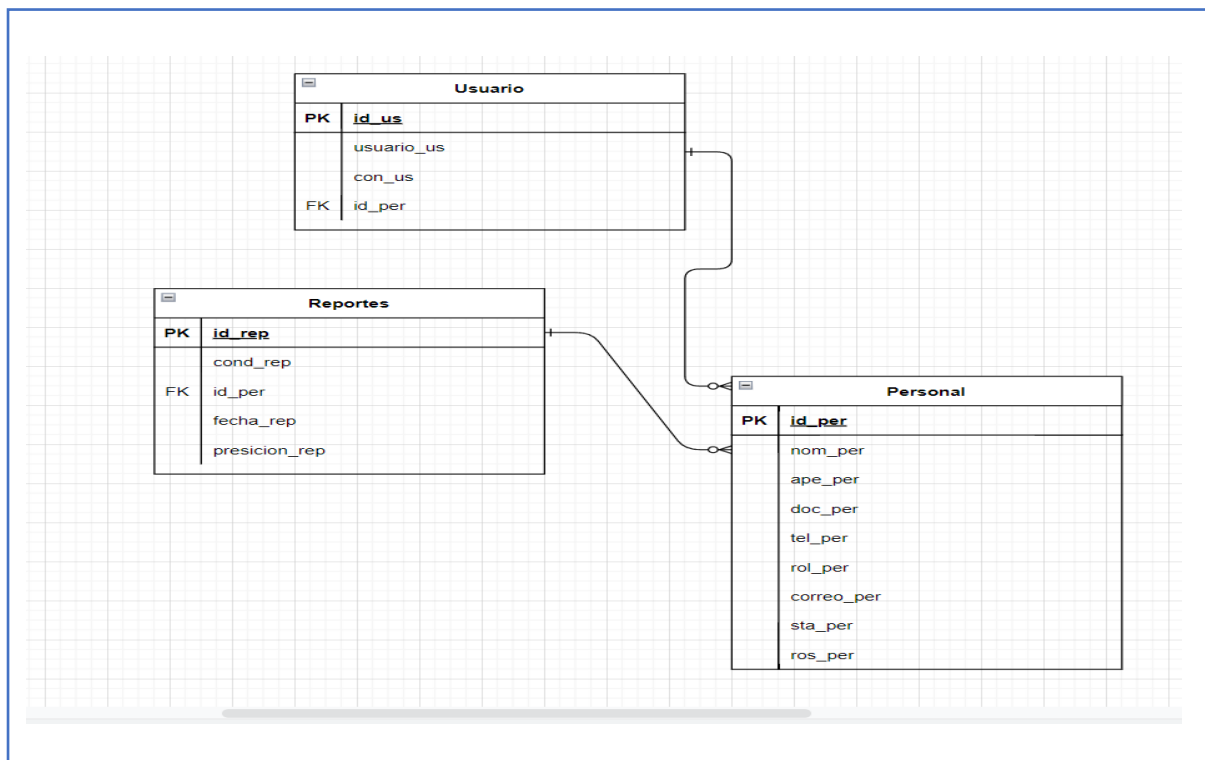 Usuario
PK id_us
usuario_us
con_us
FK id_per
Reportes
PK id_rep
cond_rep
FK id_per
fecha_rep
presicion_rep
Personal
PK id_per
nom_per
ape_per
doc_per
tel_per
rol_per
correo_per
sta_per
ros_per